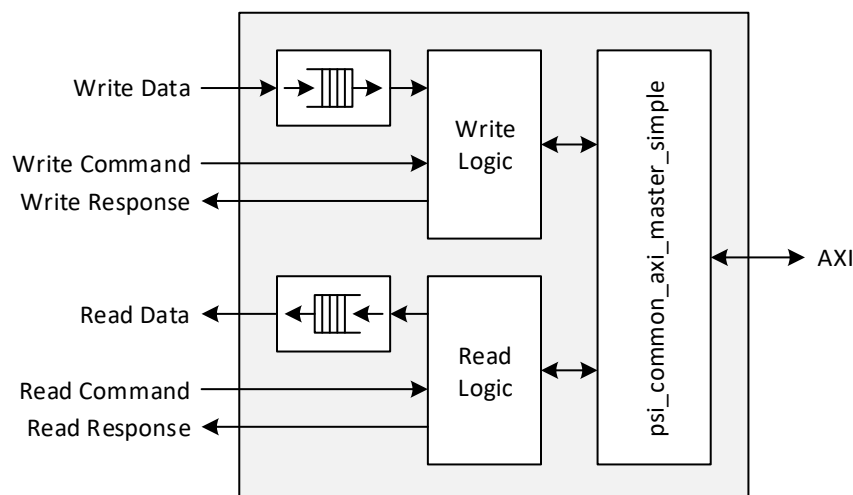 Write Data
Write Command
Write Response
Write
Logic
psi_common_axi_master_simple
AXI
Read Data
Read Command
Read Response
Read
Logic